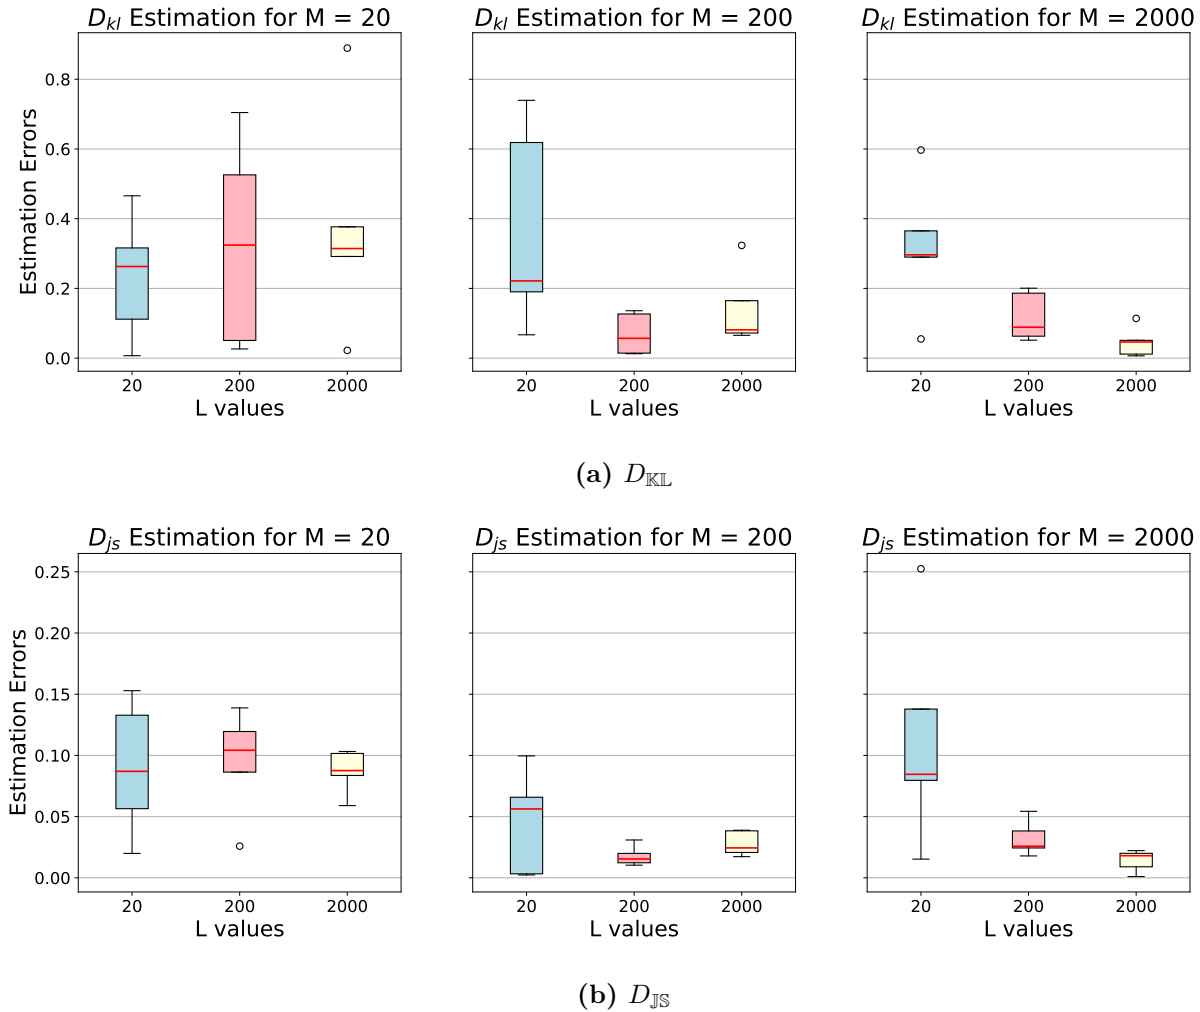 D_kl Estimation for M = 20 D_kl Estimation for M = 200 D_kl Estimation for M = 2000
Estimation Errors
0.8
0.6
0.4
0.2
0.0
20 200 2000 20 200 2000 20 200 2000
L values L values L values
(a) D_𝕂𝕃
D_js Estimation for M = 20 D_js Estimation for M = 200 D_js Estimation for M = 2000
Estimation Errors
0.25
0.20
0.15
0.10
0.05
0.00
20 200 2000 20 200 2000 20 200 2000
L values L values L values
(b) D_𝕁𝕊